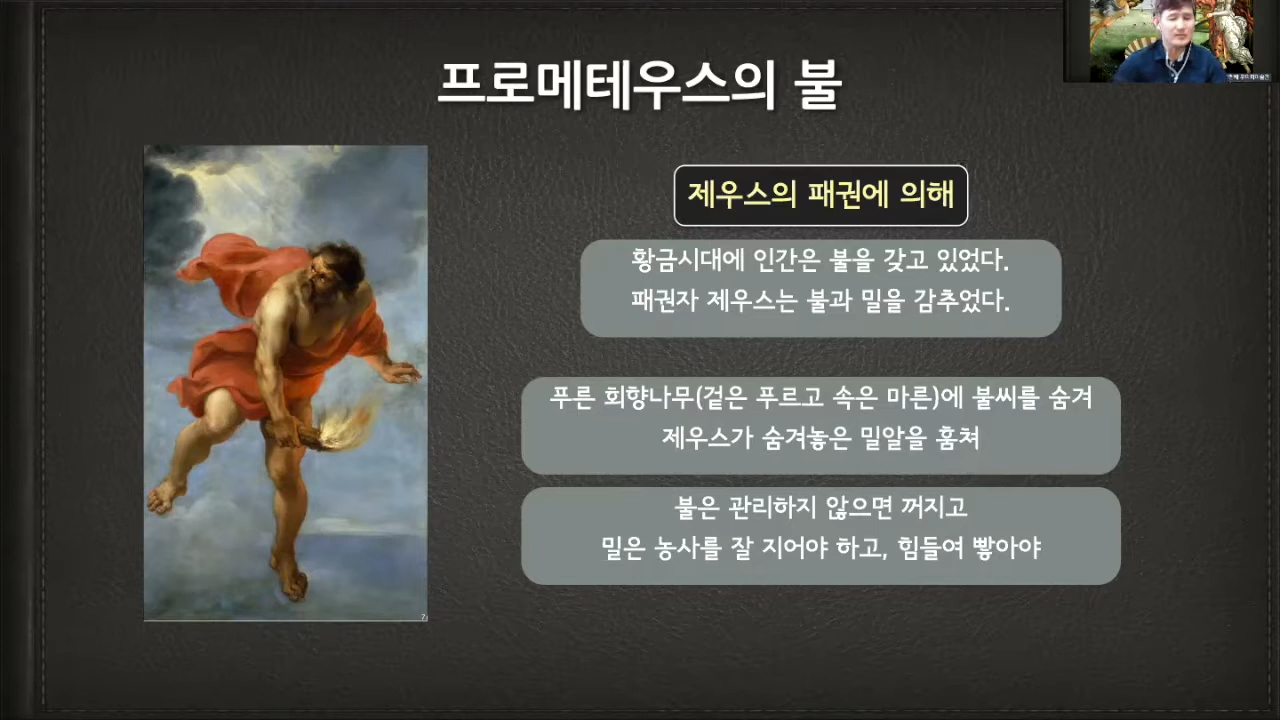 프로메테우스의 불
제우스의 패권에 의해
황금시대에 인간은 불을 갖고 있었다.
패권자 제우스는 불과 밀을 감추었다.
푸른 회향나무(겉은 푸르고 속은 마른)에 불씨를 숨겨
제우스가 숨겨놓은 밀알을 훔쳐
불은 관리하지 않으면 꺼지고
밀은 농사를 잘 지어야 하고, 힘들여 빻아야
7